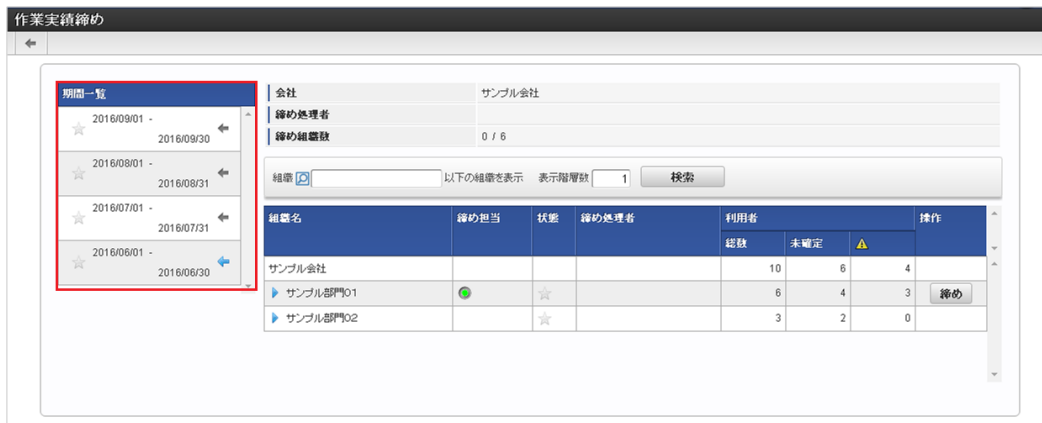 作業実績締め
期間一覧
2016/09/01 -
2016/09/30
2016/08/01 -
2016/08/31
2016/07/01 -
2016/07/31
2016/06/01 -
2016/06/30
会社 サンプル会社
締め処理者
締め組織数 0 / 6
組織 以下の組織を表示 表示階層数 1 検索
組織名 締め担当 状態 締め処理者 利用者 操作
総数 未確定
サンプル会社 10 6 4
サンプル部門01 6 4 3 締め
サンプル部門02 3 2 0